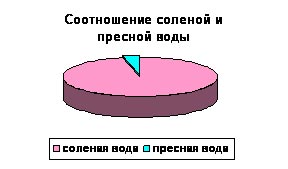 Соотношение соленой и
пресной воды
соленая вода пресная вода